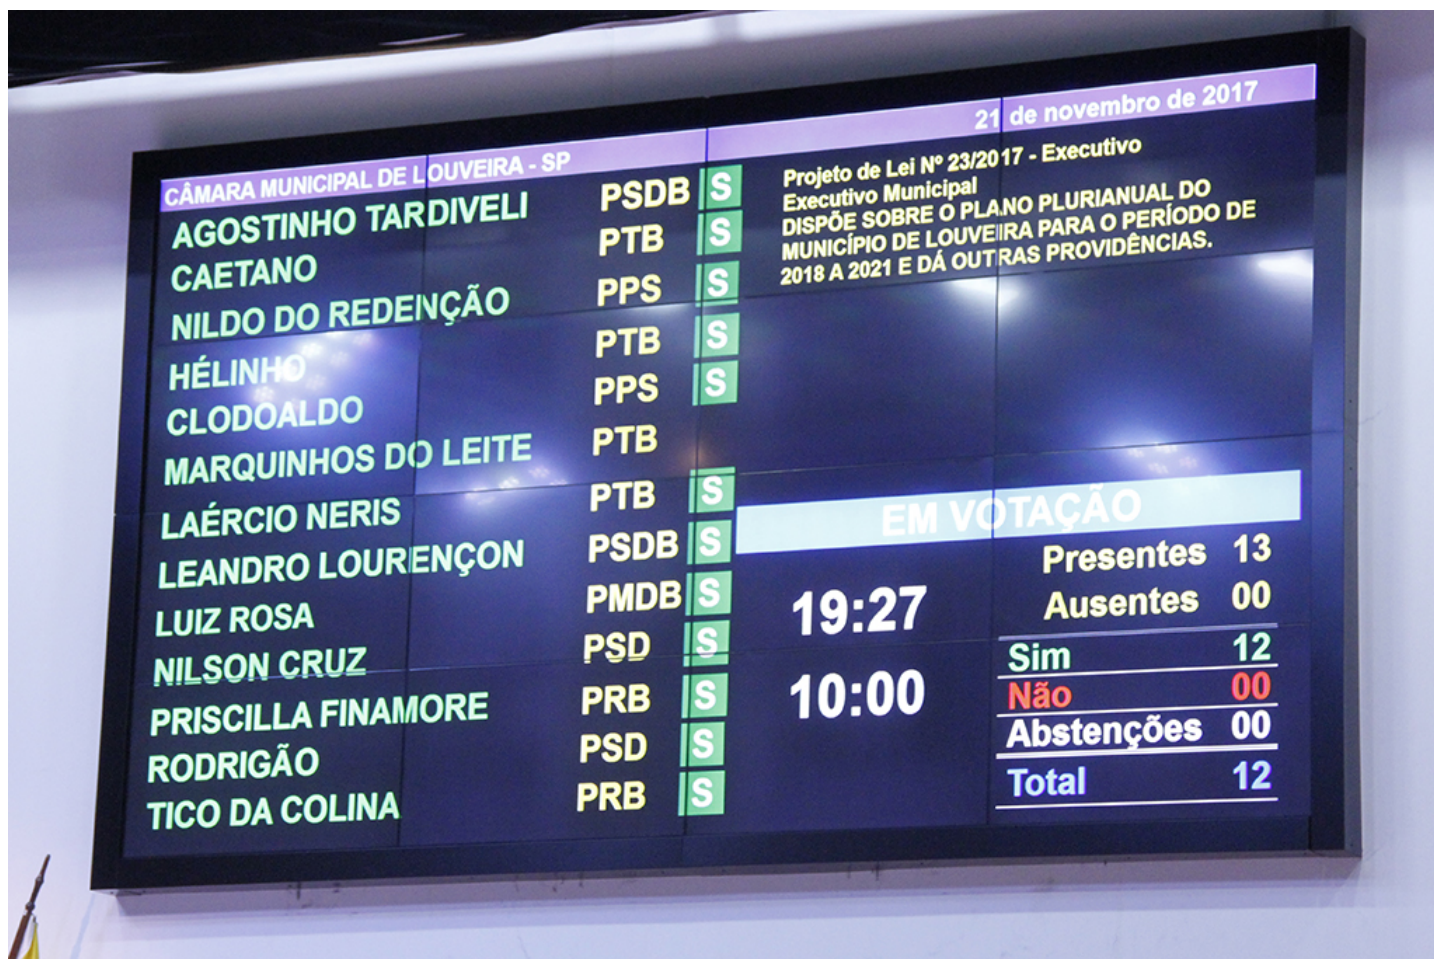 CÂMARA MUNICIPAL DE LOUVEIRA - SP 21 de novembro de 2017
AGOSTINHO TARDIVELI PSDB S
CAETANO PTB S
NILDO DO REDENÇÃO PPS S
HÉLINHO PTB S
CLODOALDO PPS S
MARQUINHOS DO LEITE PTB
LAÉRCIO NERIS PTB S
LEANDRO LOURENÇON PSDB S
LUIZ ROSA PMDB S
NILSON CRUZ PSD S
PRISCILLA FINAMORE PRB S
RODRIGÃO PSD S
TICO DA COLINA PRB S
Projeto de Lei Nº 23/2017 - Executivo
Executivo Municipal
DISPÕE SOBRE O PLANO PLURIANUAL DO
MUNICÍPIO DE LOUVEIRA PARA O PERÍODO DE
2018 A 2021 E DÁ OUTRAS PROVIDÊNCIAS.
EM VOTAÇÃO
19:27
10:00
Presentes 13
Ausentes 00
Sim 12
Não 00
Abstenções 00
Total 12